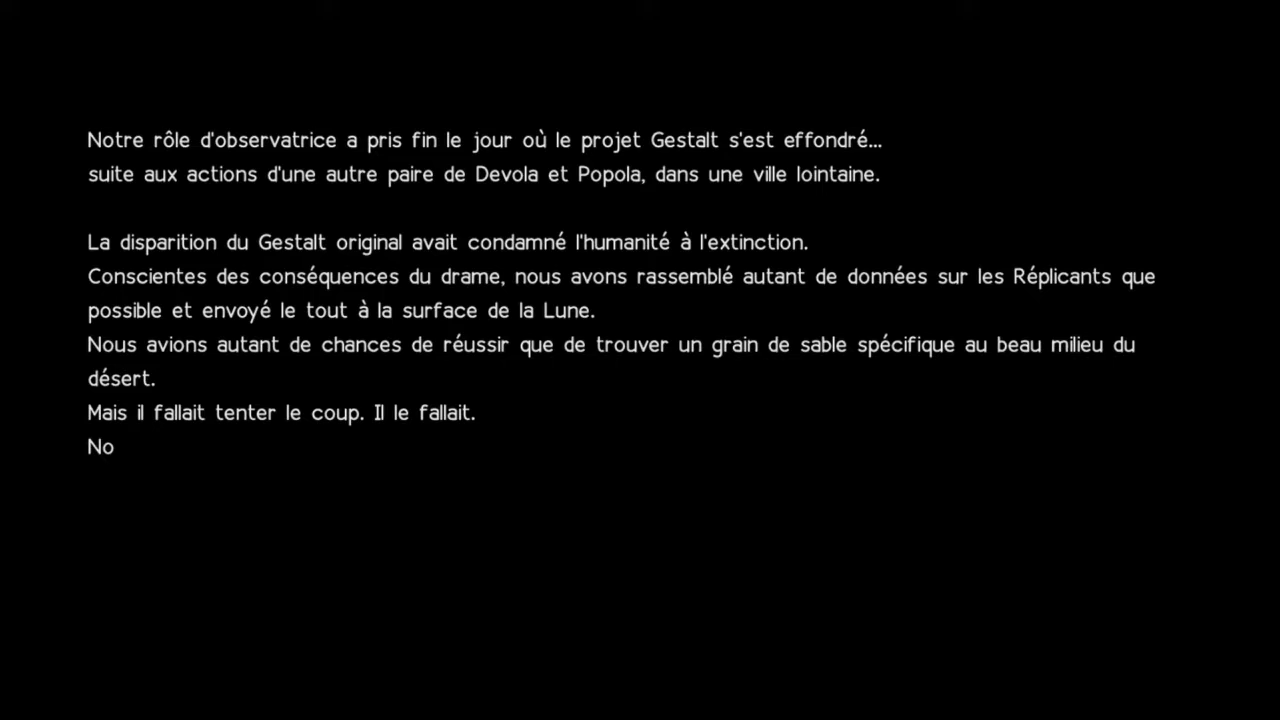 Notre rôle d'observatrice a pris fin le jour où le projet Gestalt s'est effondré...
suite aux actions d'une autre paire de Devola et Popola, dans une ville lointaine.
La disparition du Gestalt original avait condamné l'humanité à l'extinction.
Conscientes des conséquences du drame, nous avons rassemblé autant de données sur les Réplicants que
possible et envoyé le tout à la surface de la Lune.
Nous avions autant de chances de réussir que de trouver un grain de sable spécifique au beau milieu du
désert.
Mais il fallait tenter le coup. Il le fallait.
No